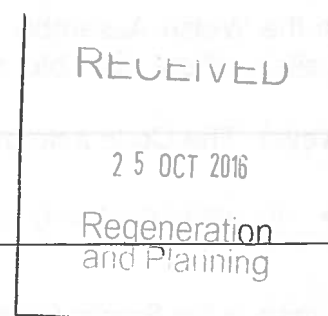 RECEIVED
25 OCT 2016
Regeneration
and Planning